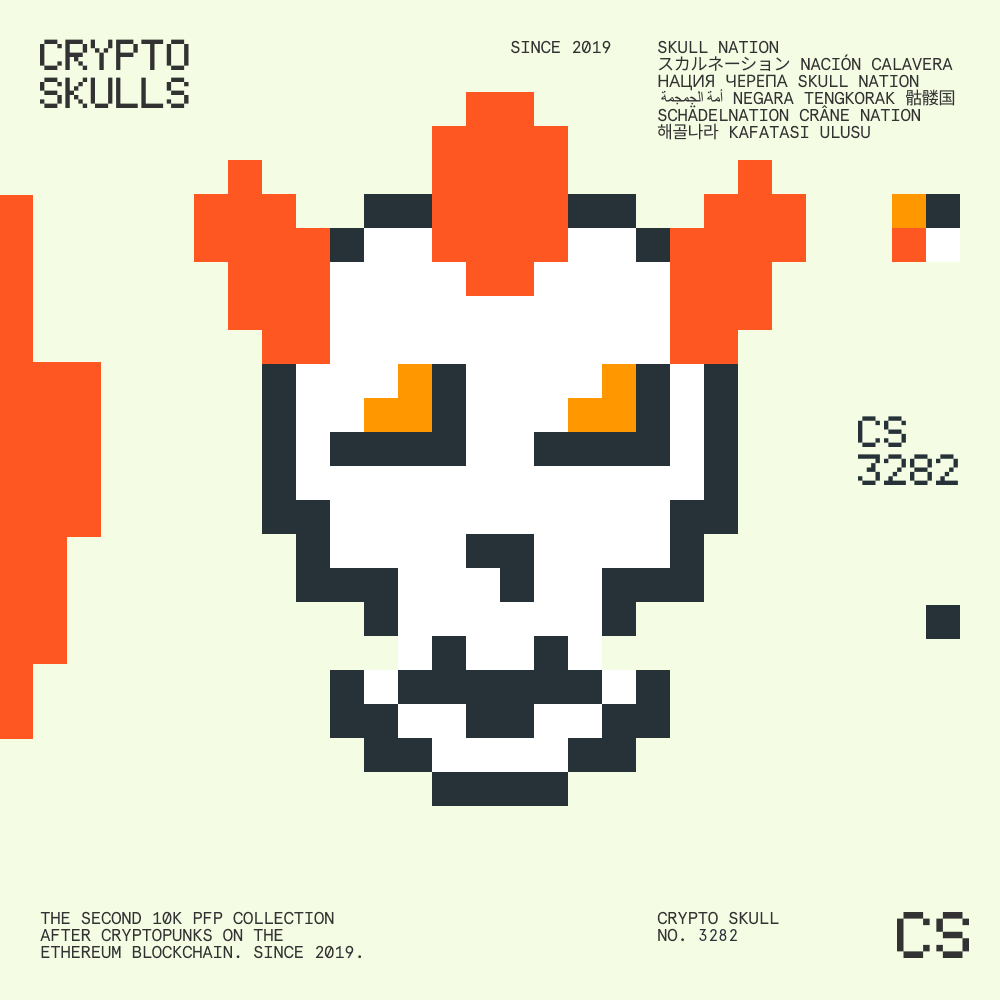 CRYPTO
SKULLS
SINCE 2019
SKULL NATION
スカルネーション NACIÓN CALAVERA
НАЦИЯ ЧЕРЕПА SKULL NATION
أمة الجمجمة NEGARA TENGKORAK 骷髅国
SCHÄDELNATION CRÂNE NATION
해골나라 KAFATASI ULUSU
CS
3282
THE SECOND 10K PFP COLLECTION
AFTER CRYPTOPUNKS ON THE
ETHEREUM BLOCKCHAIN. SINCE 2019.
CRYPTO SKULL
NO. 3282
CS